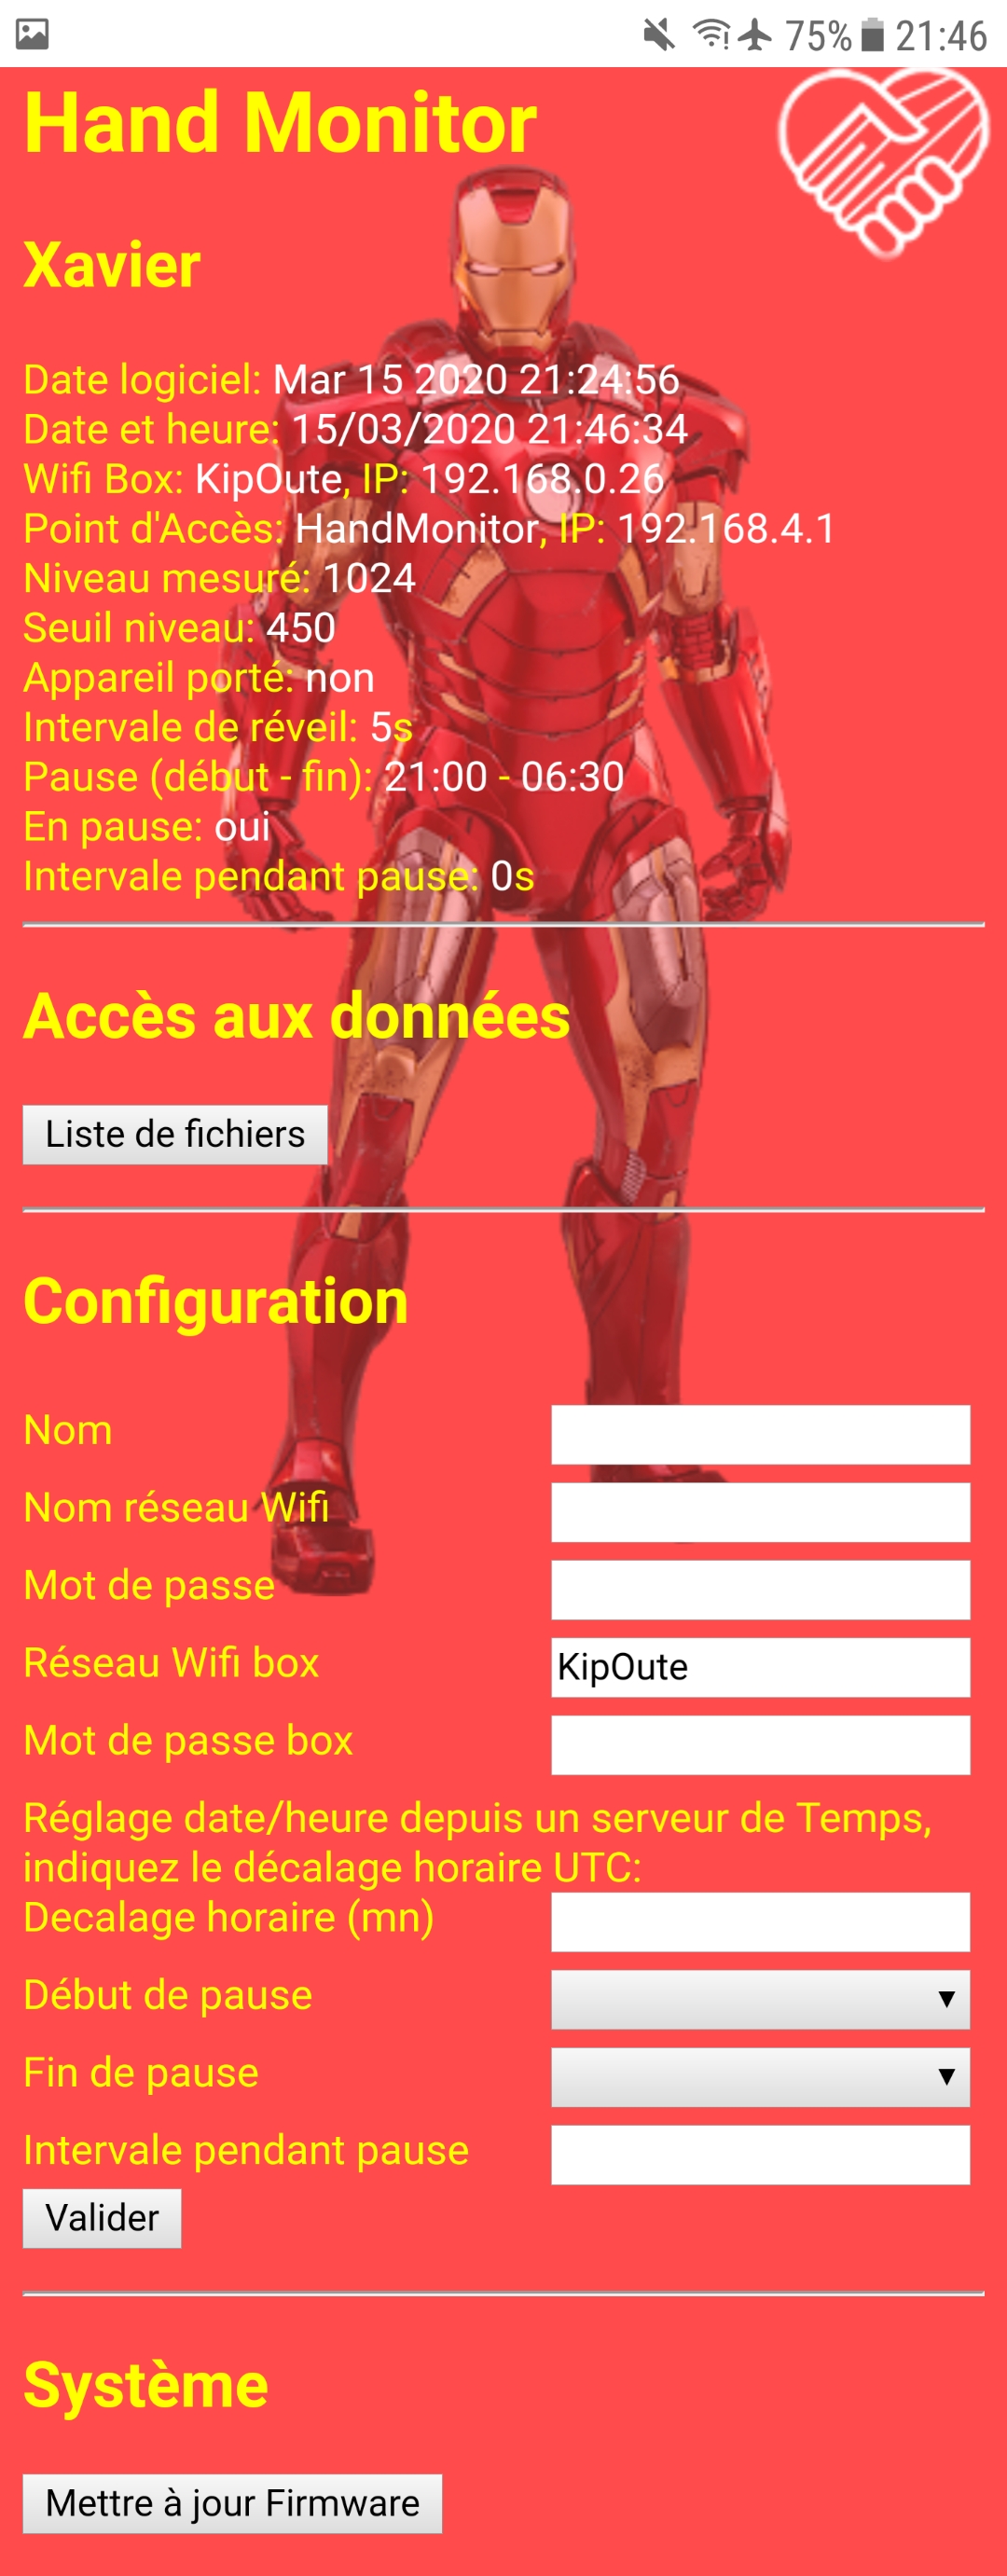 75% 21:46
Hand Monitor
Xavier
Date logiciel: Mar 15 2020 21:24:56
Date et heure: 15/03/2020 21:46:34
Wifi Box: KipOute, IP: 192.168.0.26
Point d'Accès: HandMonitor, IP: 192.168.4.1
Niveau mesuré: 1024
Seuil niveau: 450
Appareil porté: non
Intervale de réveil: 5s
Pause (début - fin): 21:00 - 06:30
En pause: oui
Intervale pendant pause: 0s
Accès aux données
Liste de fichiers
Configuration
Nom
Nom réseau Wifi
Mot de passe
Réseau Wifi box KipOute
Mot de passe box
Réglage date/heure depuis un serveur de Temps,
indiquez le décalage horaire UTC:
Decalage horaire (mn)
Début de pause
Fin de pause
Intervale pendant pause
Valider
Système
Mettre à jour Firmware